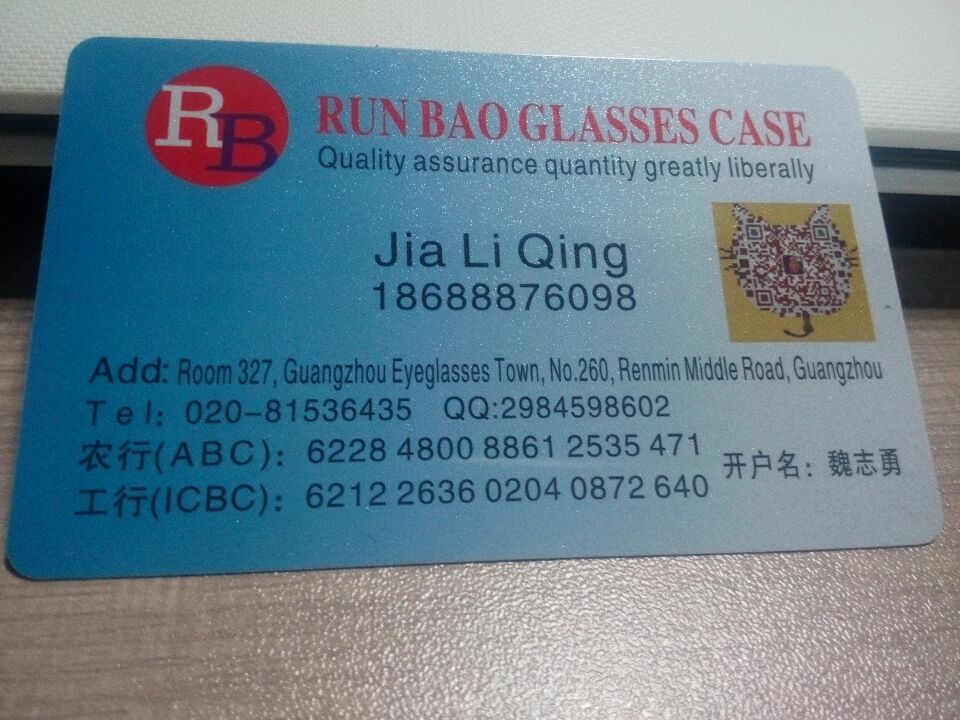 RB
RUN BAO GLASSES CASE
Quality assurance quantity greatly liberally
Jia Li Qing
18688876098
Add: Room 327, Guangzhou Eyeglasses Town, No.260, Renmin Middle Road, Guangzhou
Tel: 020-81536435 QQ:2984598602
农行(ABC): 6228 4800 8861 2535 471
工行(ICBC): 6212 2636 0204 0872 640
开户名: 魏志勇